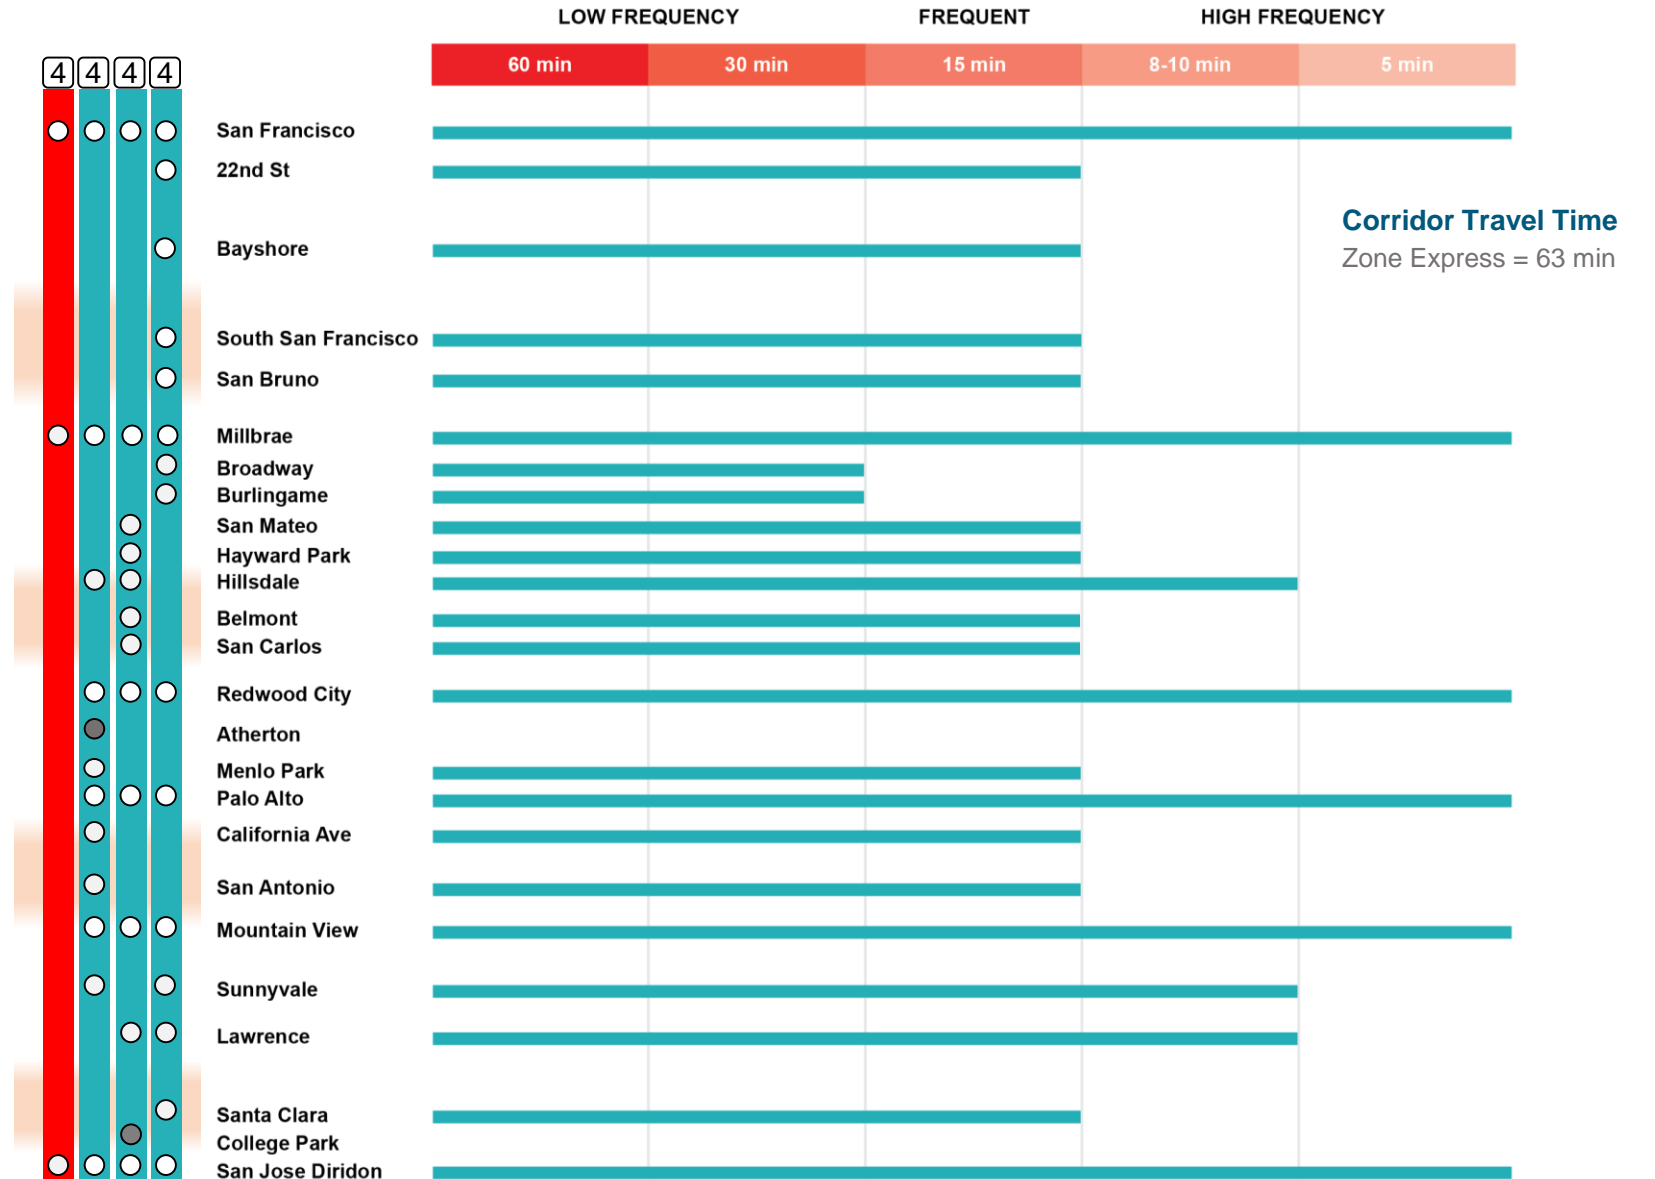 LOW FREQUENCY FREQUENT HIGH FREQUENCY
60 min 30 min 15 min 8-10 min 5 min
4 4 4 4
San Francisco
22nd St
Corridor Travel Time
Zone Express = 63 min
Bayshore
South San Francisco
San Bruno
Millbrae
Broadway
Burlingame
San Mateo
Hayward Park
Hillsdale
Belmont
San Carlos
Redwood City
Atherton
Menlo Park
Palo Alto
California Ave
San Antonio
Mountain View
Sunnyvale
Lawrence
Santa Clara
College Park
San Jose Diridon